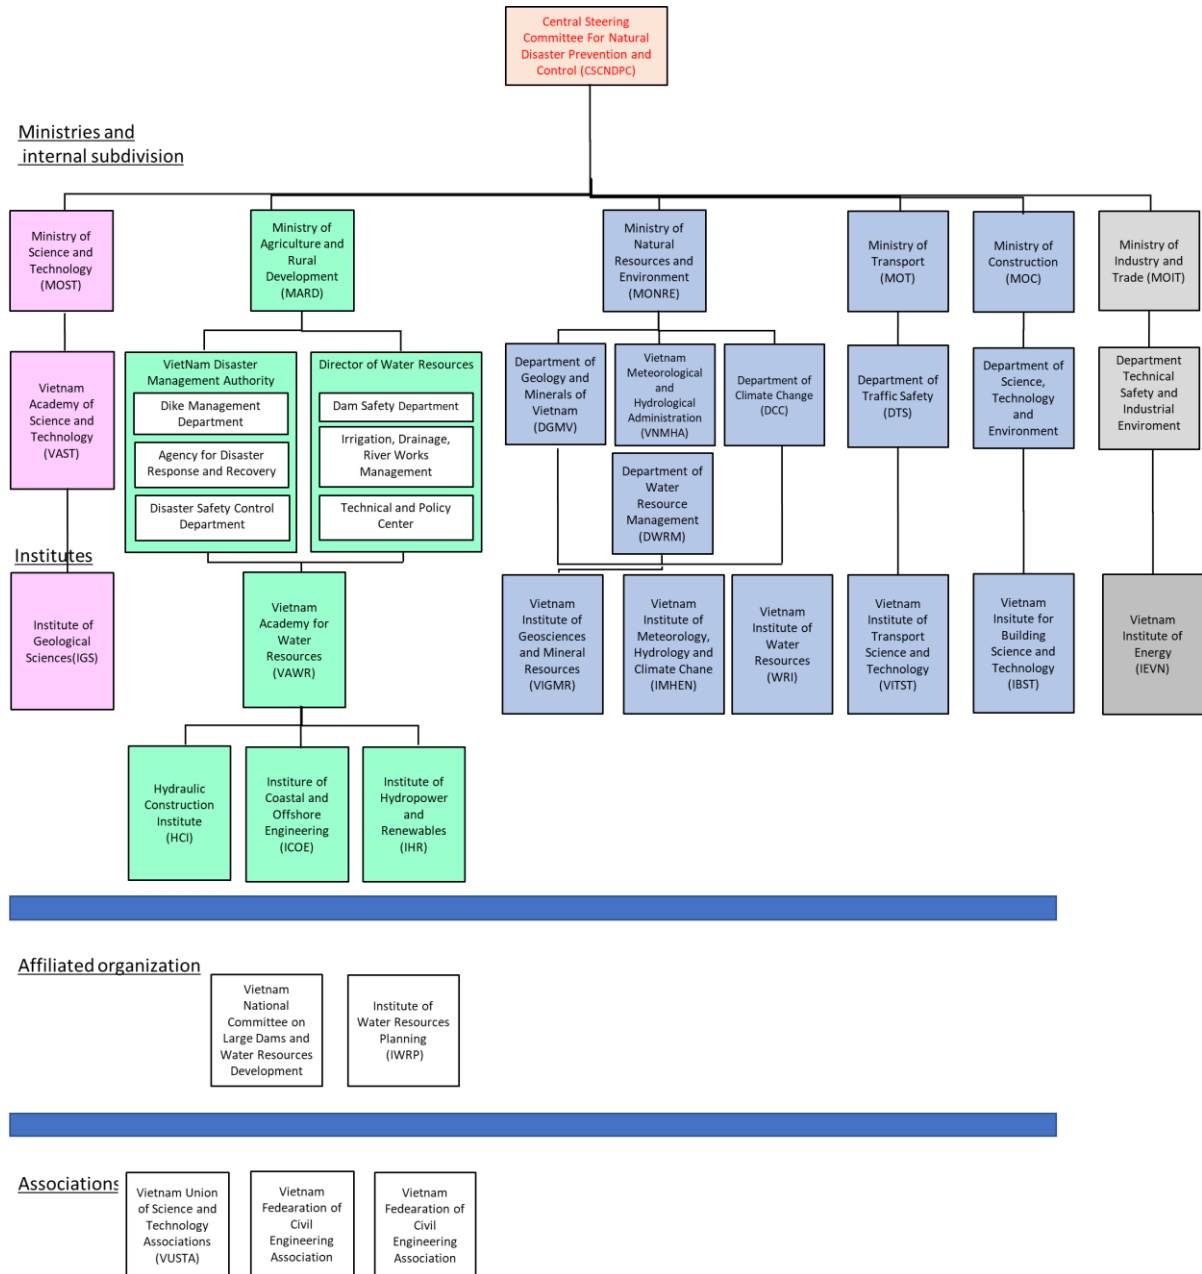 Central Steering
Committee For Natural
Disaster Prevention and
Control (CSCNDPC)
Ministries and
internal subdivision
Ministry of
Science and
Technology
(MOST)
Ministry of
Agriculture and
Rural
Development
(MARD)
Ministry of
Natural
Resources and
Environment
(MONRE)
Ministry of
Transport
(MOT)
Ministry of
Construction
(MOC)
Ministry of
Industry and
Trade (MOIT)
Vietnam
Academy of
Science and
Technology
(VAST)
VietNam Disaster
Management Authority
Dike Management
Department
Agency for Disaster
Response and Recovery
Disaster Safety Control
Department
Director of Water Resources
Dam Safety Department
Irrigation, Drainage,
River Works
Management
Technical and Policy
Center
Department of
Geology and
Minerals of
Vietnam
(DGMV)
Vietnam
Meteorological
and
Hydrological
Administration
(VNMHA)
Department of
Climate Change
(DCC)
Department of
Water
Resource
Management
(DWRM)
Department of
Traffic Safety
(DTS)
Department of
Science,
Technology
and
Environment
Department
Technical
Safety and
Industrial
Enviroment
Institutes
Institute of
Geological
Sciences(IGS)
Vietnam
Academy for
Water
Resources
(VAWR)
Vietnam
Institute of
Geosciences
and Mineral
Resources
(VIGMR)
Vietnam
Institute of
Meteorology,
Hydrology and
Climate Chane
(IMHEN)
Vietnam
Institute of
Water
Resources
(WRI)
Vietnam
Institute of
Transport
Science and
Technology
(VITST)
Vietnam
Insitute for
Building
Science and
Technology
(IBST)
Vietnam
Institute of
Energy
(IEVN)
Hydraulic
Construction
Institute
(HCI)
Institure of
Coastal and
Offshore
Engineering
(ICOE)
Institute of
Hydropower
and
Renewables
(IHR)
Affiliated organization
Vietnam
National
Committee on
Large Dams and
Water Resources
Development
Institute of
Water Resources
Planning
(IWRP)
Associations
Vietnam Union
of Science and
Technology
Associations
(VUSTA)
Vietnam
Federaration of
Civil
Engineering
Association
Vietnam
Federaration of
Civil
Engineering
Association